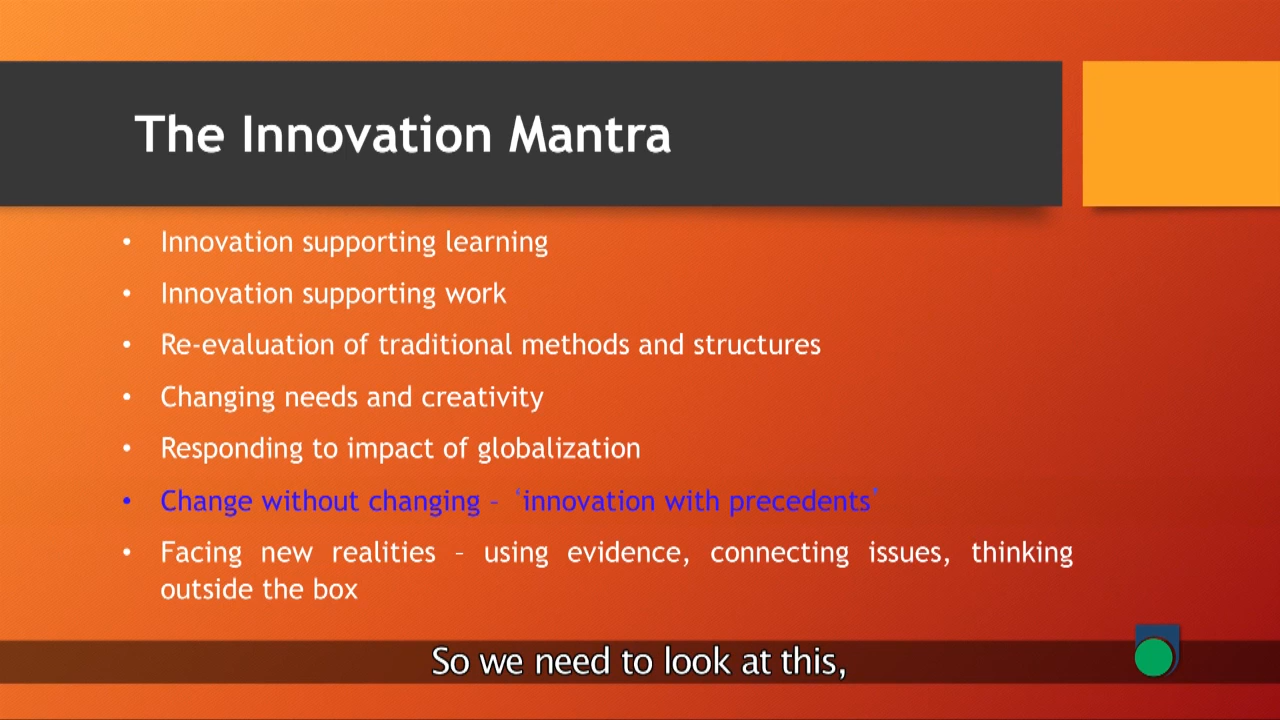 The Innovation Mantra
• Innovation supporting learning
• Innovation supporting work
• Re-evaluation of traditional methods and structures
• Changing needs and creativity
• Responding to impact of globalization
• Change without changing – ‘innovation with precedents’
• Facing new realities – using evidence, connecting issues, thinking
outside the box
So we need to look at this,